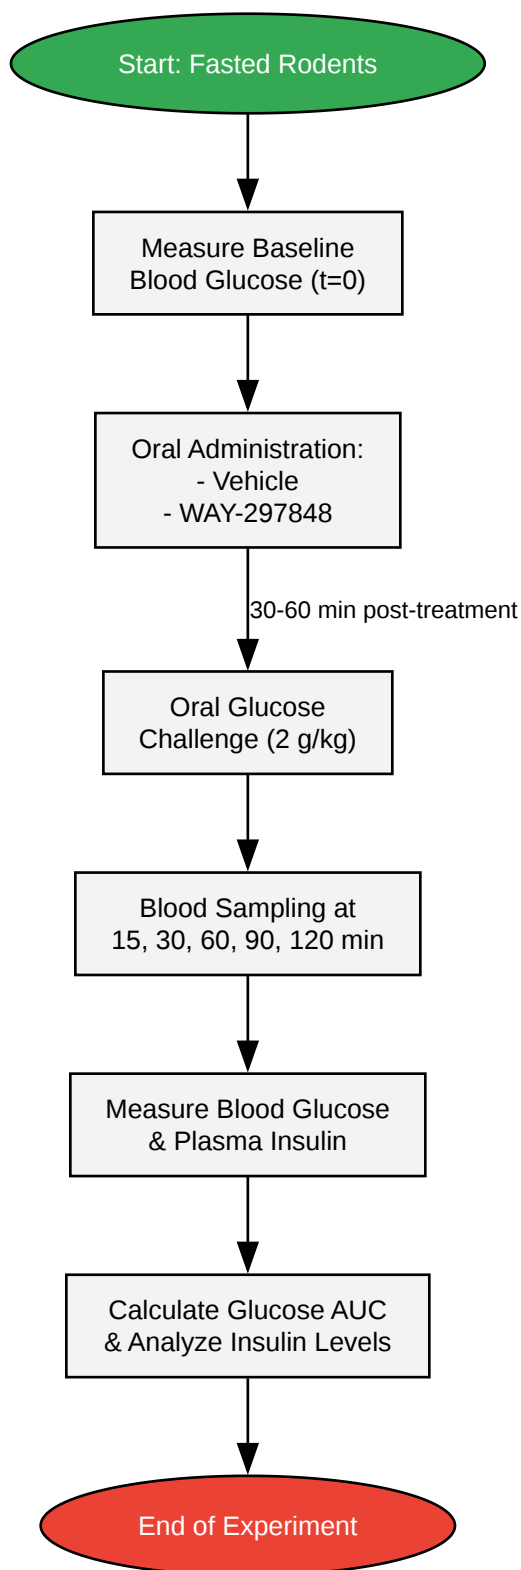 Start: Fasted Rodents
Measure Baseline
Blood Glucose (t=0)
Oral Administration:
- Vehicle
- WAY-297848
30-60 min post-treatment
Oral Glucose
Challenge (2 g/kg)
Blood Sampling at
15, 30, 60, 90, 120 min
Measure Blood Glucose
& Plasma Insulin
Calculate Glucose AUC
& Analyze Insulin Levels
End of Experiment